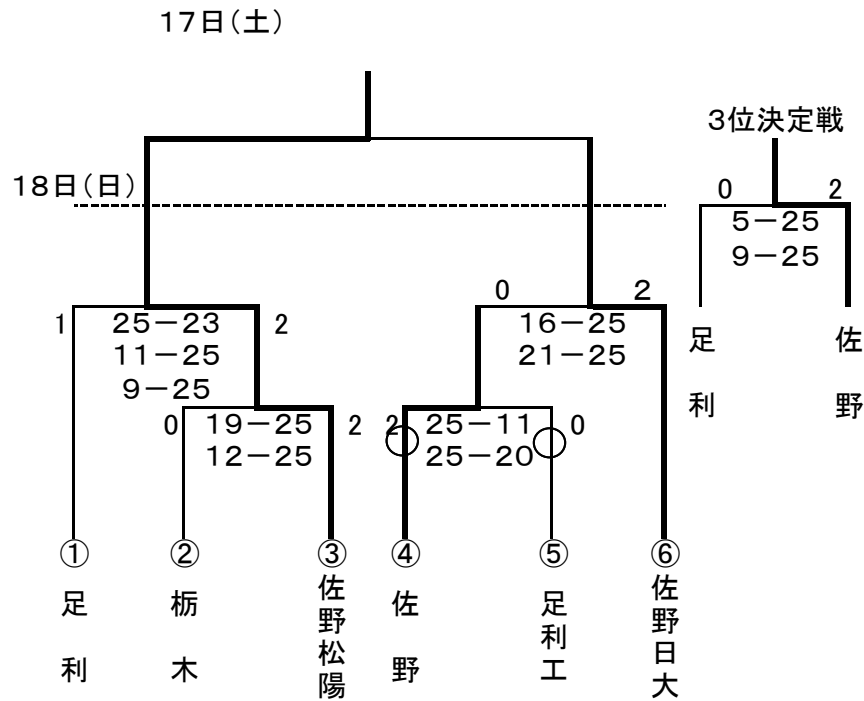 17日(土)
3位決定戦
18日(日)
0 2
5-25
9-25
0 2
1 25-23 2
11-25
9-25
16-25
21-25
足利
佐野
0 19-25 2
12-25
2 25-11 0
25-20
① ② ③ ④ ⑤ ⑥
足利
栃木
佐野松陽
佐野
足利工
佐野日大